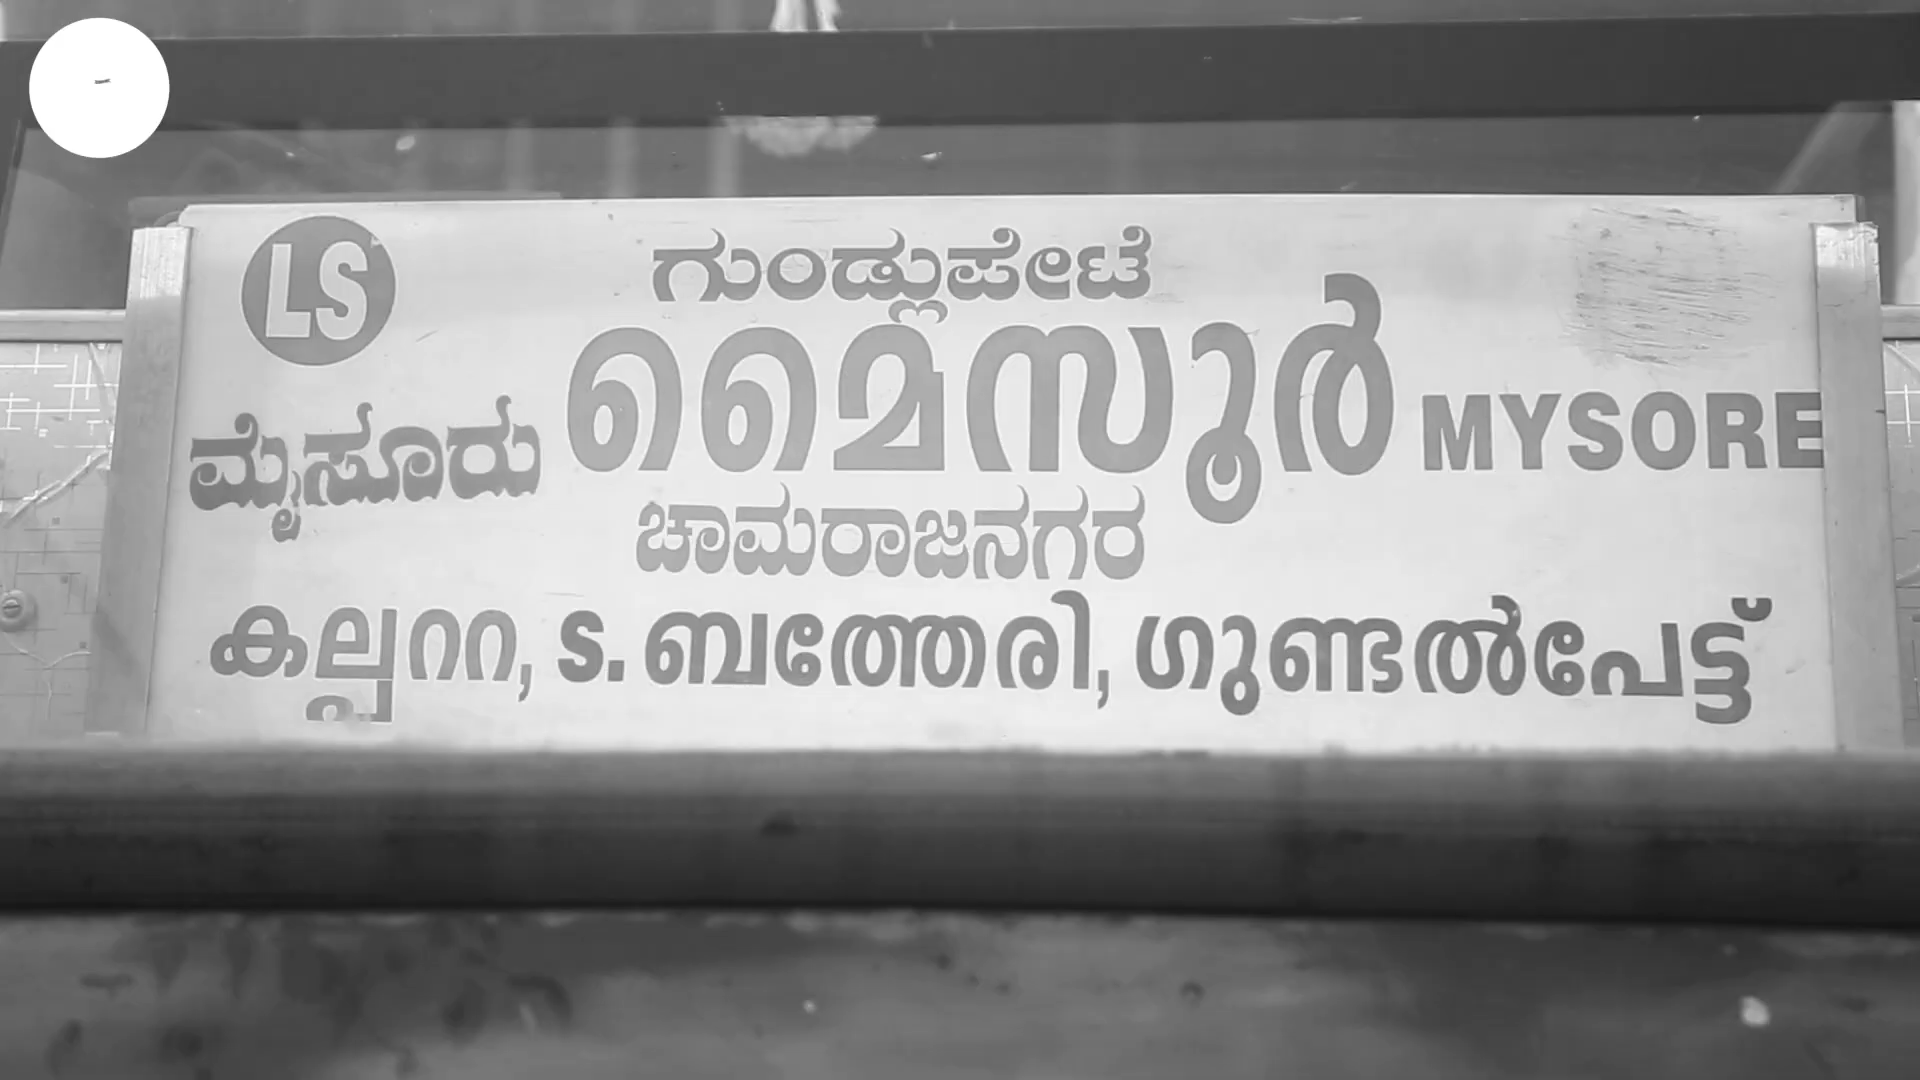 LS
ಗುಂಡ್ಲುಪೇಟೆ
ಮೈಸೂರು മൈസൂർ MYSORE
ಚಾಮರಾಜನಗರ
കല്പററ, S. ബത്തേരി, ഗുണ്ടൽപേട്ട്